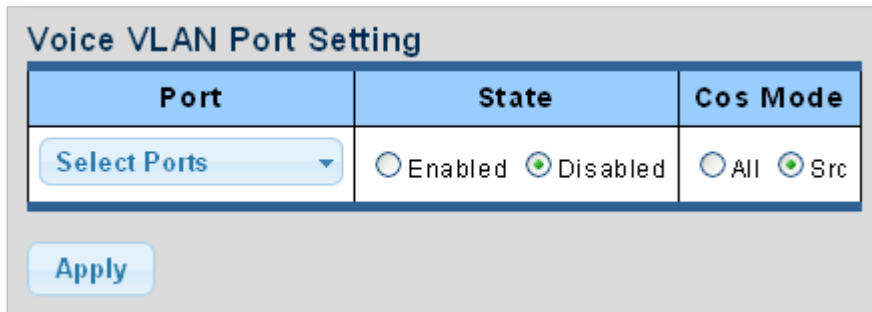 Voice VLAN Port Setting
Port State Cos Mode
Select Ports Enabled Disabled All Src
Apply